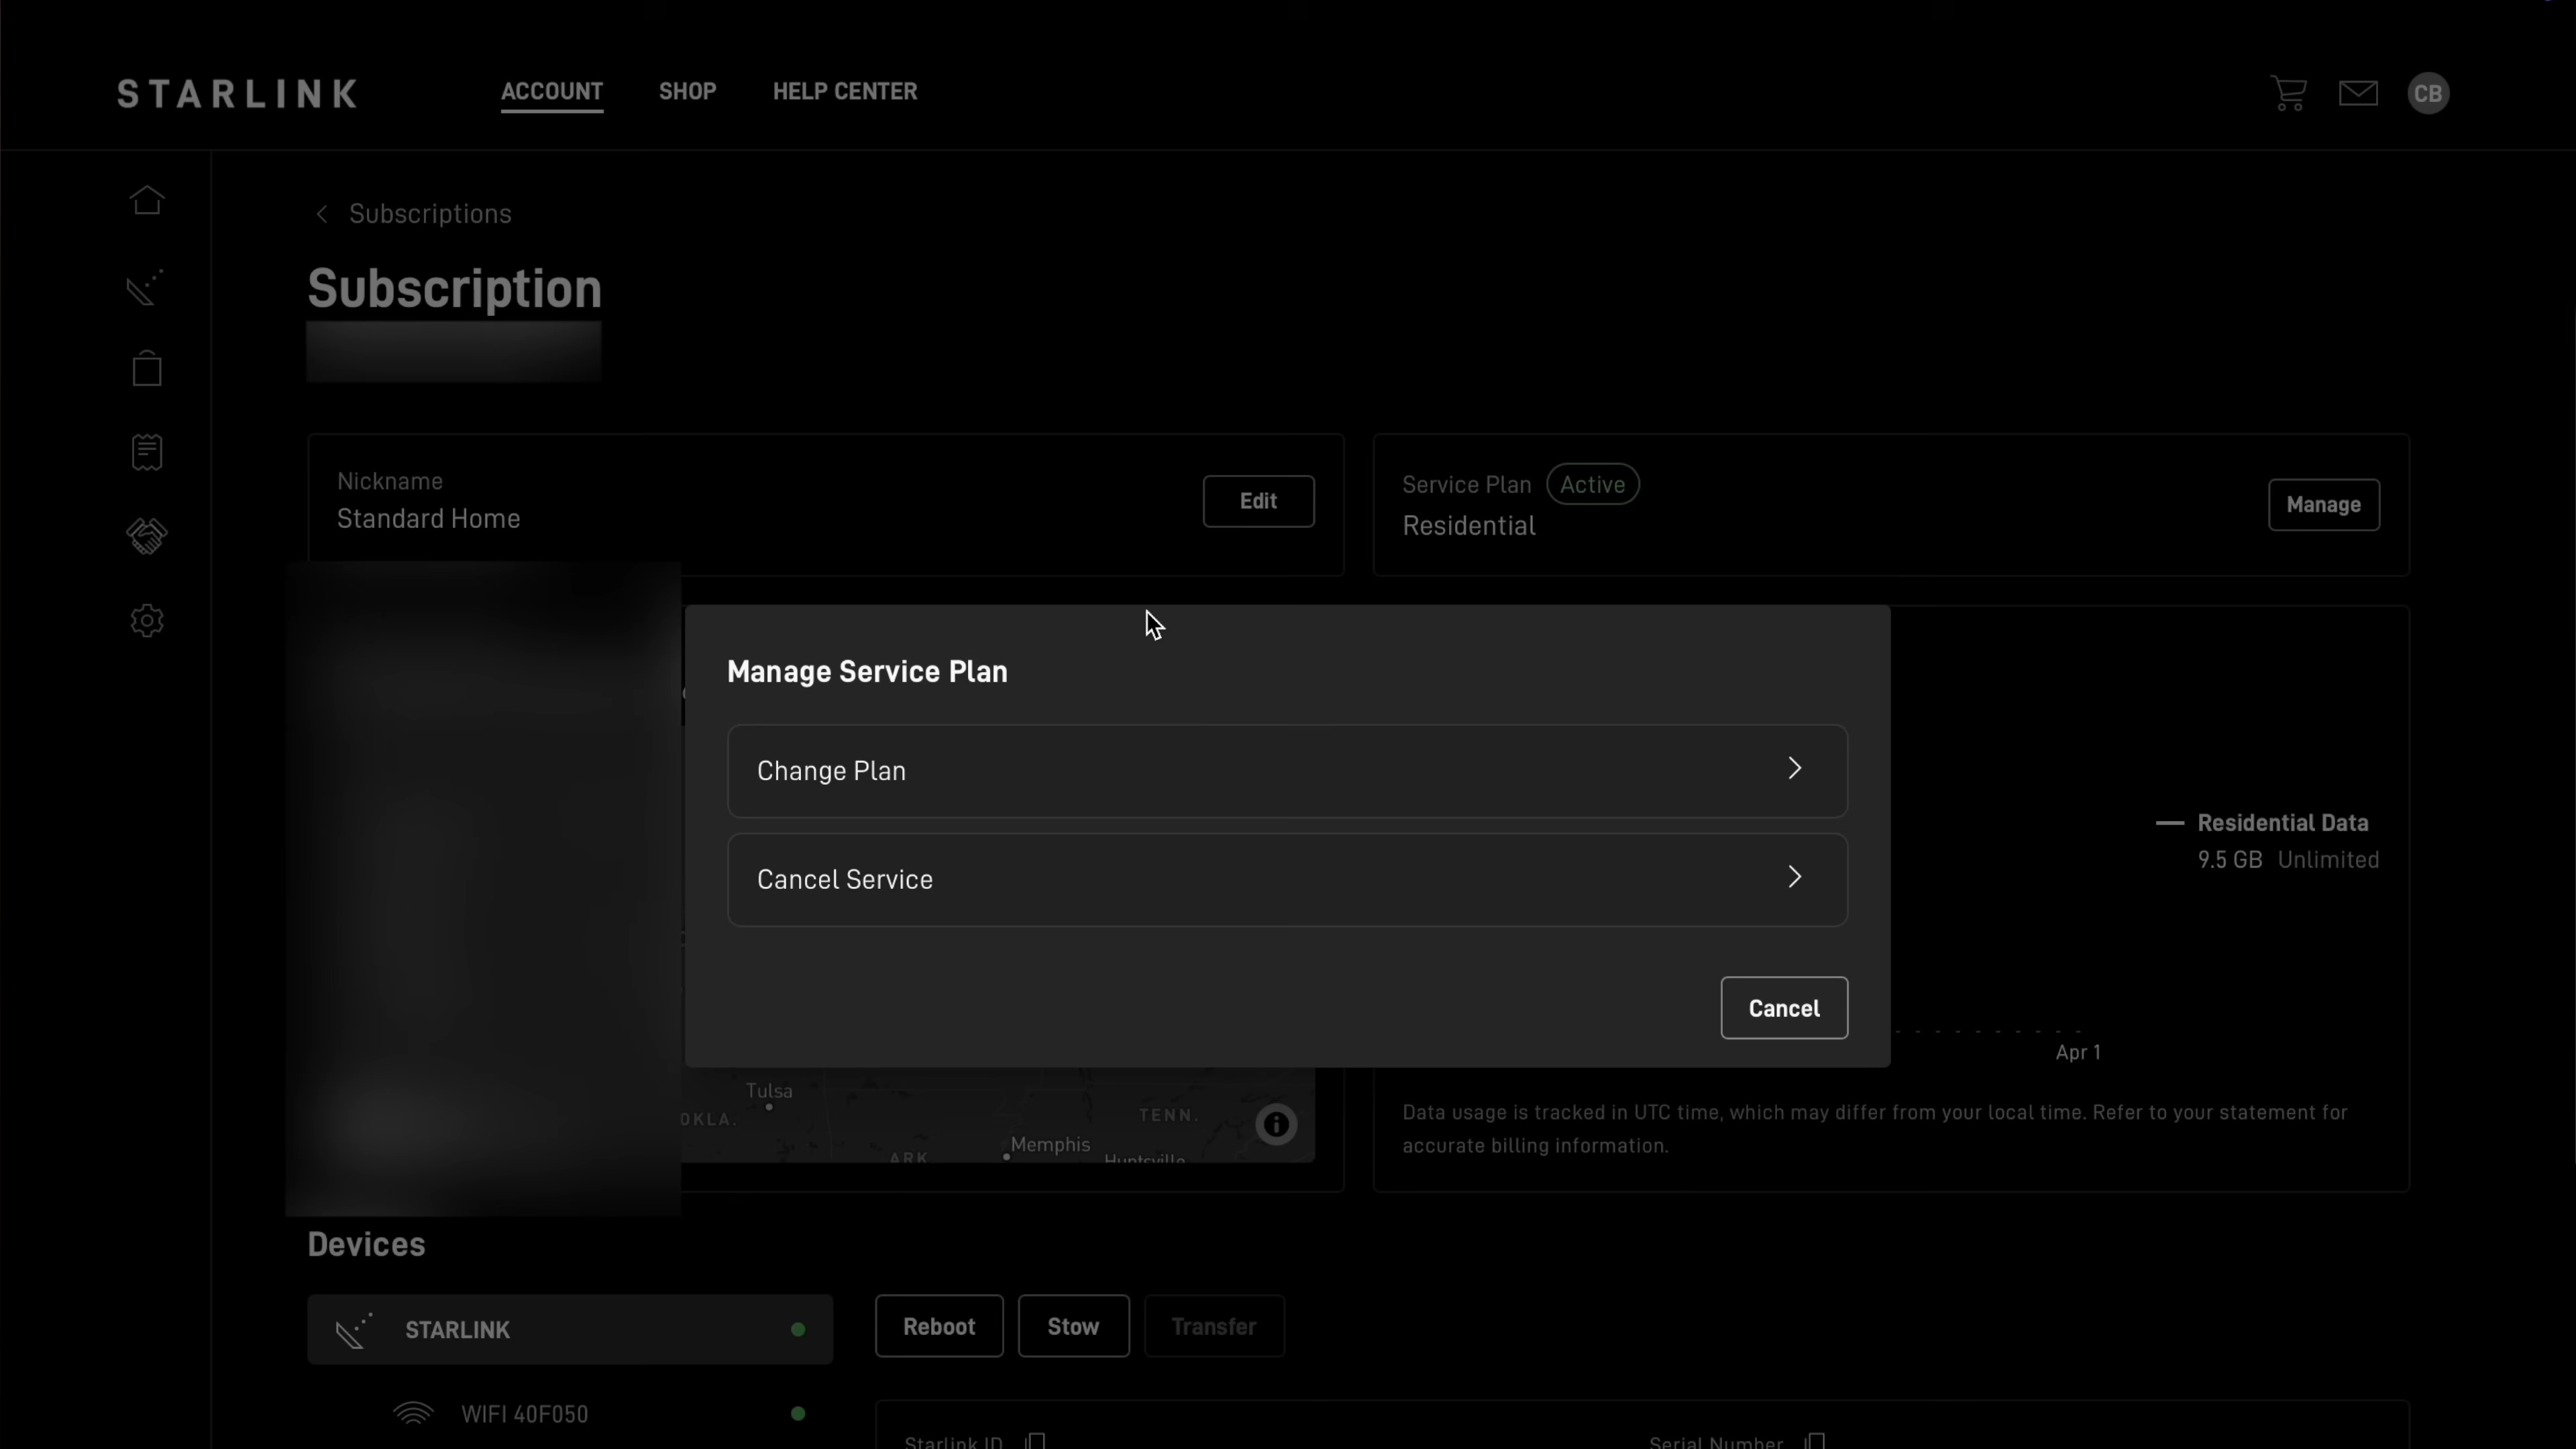 STARLINK
ACCOUNT SHOP HELP CENTER
CB
Subscriptions
Subscription
Nickname
Standard Home
Edit
Service Plan Active
Residential
Manage
Manage Service Plan
Change Plan
Cancel Service
Cancel
Residential Data
9.5 GB Unlimited
Apr 1
Tulsa
OKLA.
TENN.
Memphis
ARK
Huntsville
Data usage is tracked in UTC time, which may differ from your local time. Refer to your statement for
accurate billing information.
Devices
STARLINK
Reboot Stow Transfer
WIFI 40F050
Starlink ID
Serial Number